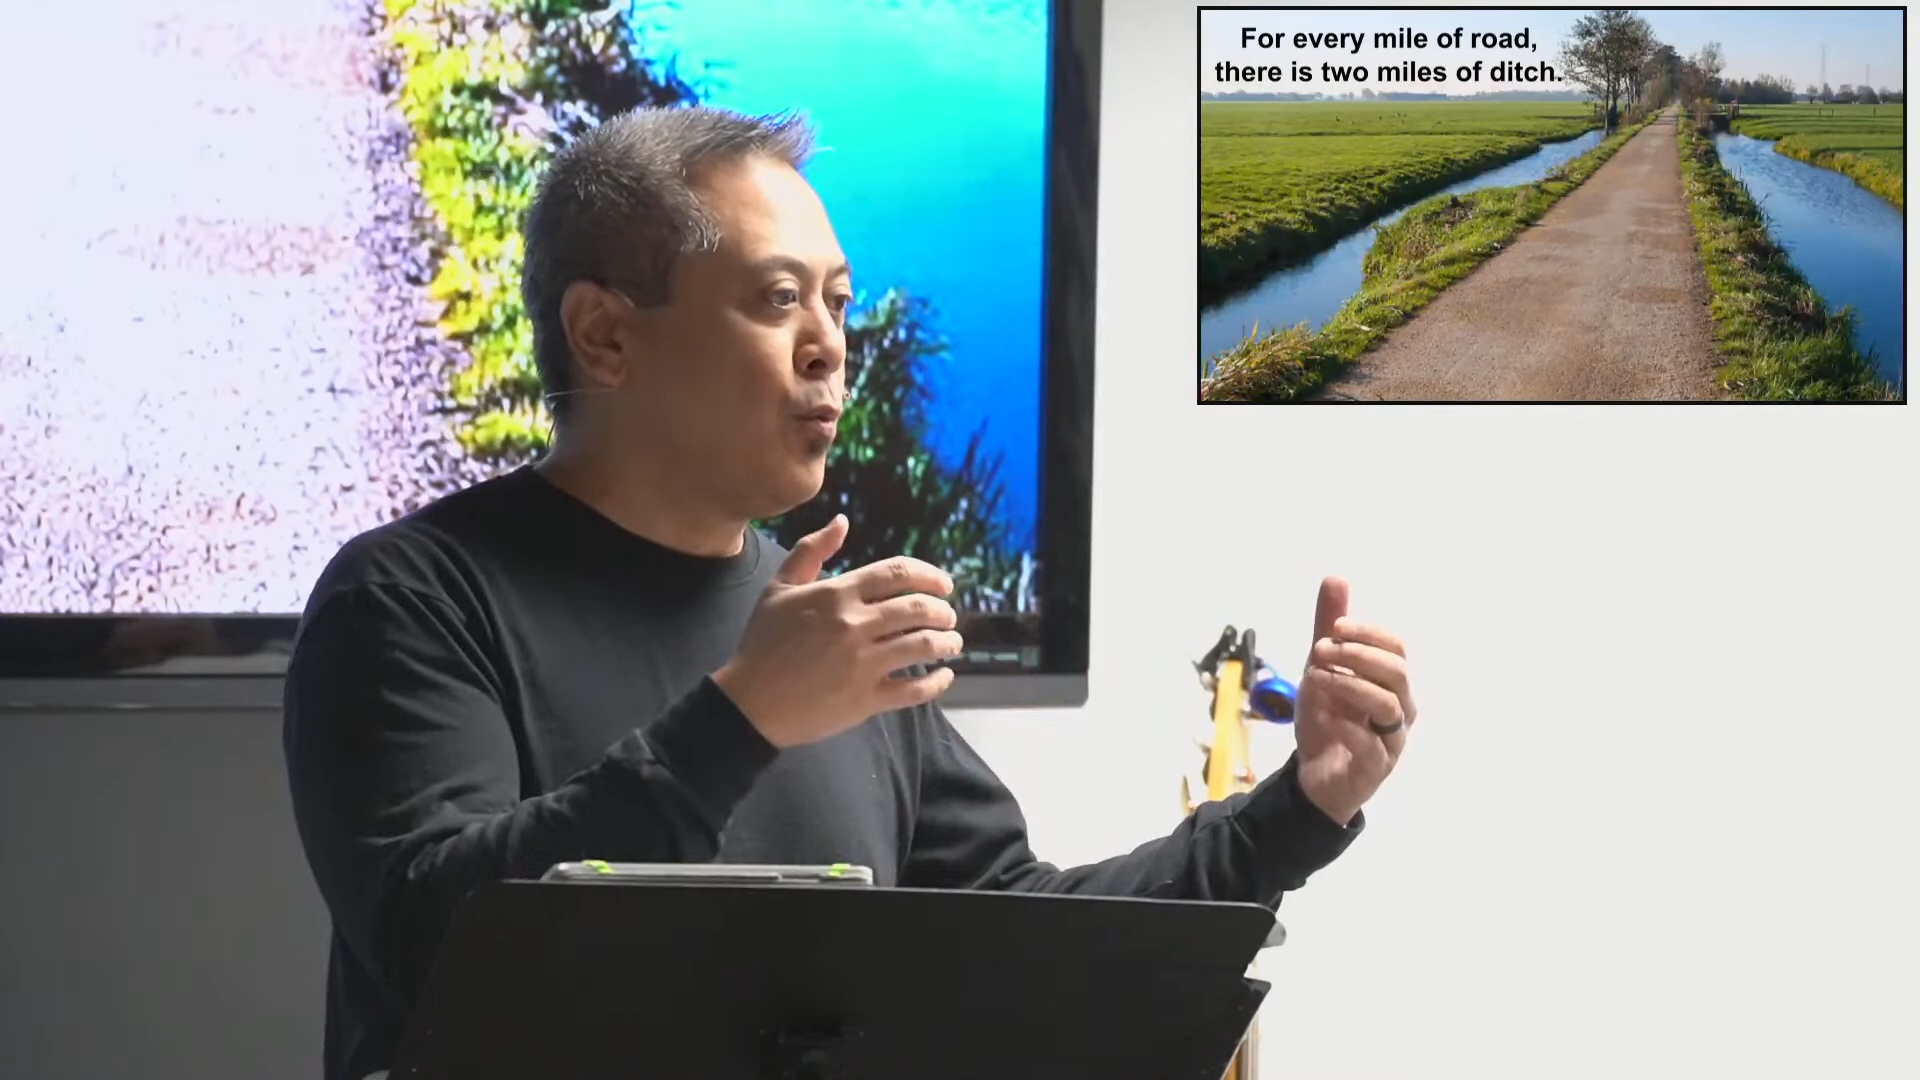 For every mile of road,
there is two miles of ditch.